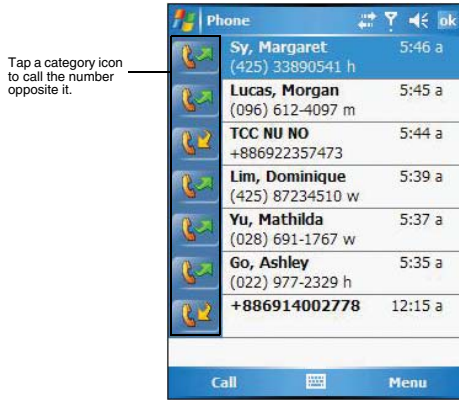 Phone
ok
Tap a category icon
to call the number
opposite it.
Sy, Margaret 5:46 a
(425) 33890541 h
Lucas, Morgan 5:45 a
(096) 612-4097 m
TCC NU NO 5:44 a
+886922357473
Lim, Dominique 5:39 a
(425) 87234510 w
Yu, Mathilda 5:37 a
(028) 691-1767 w
Go, Ashley 5:35 a
(022) 977-2329 h
+886914002778 12:15 a
Call Menu